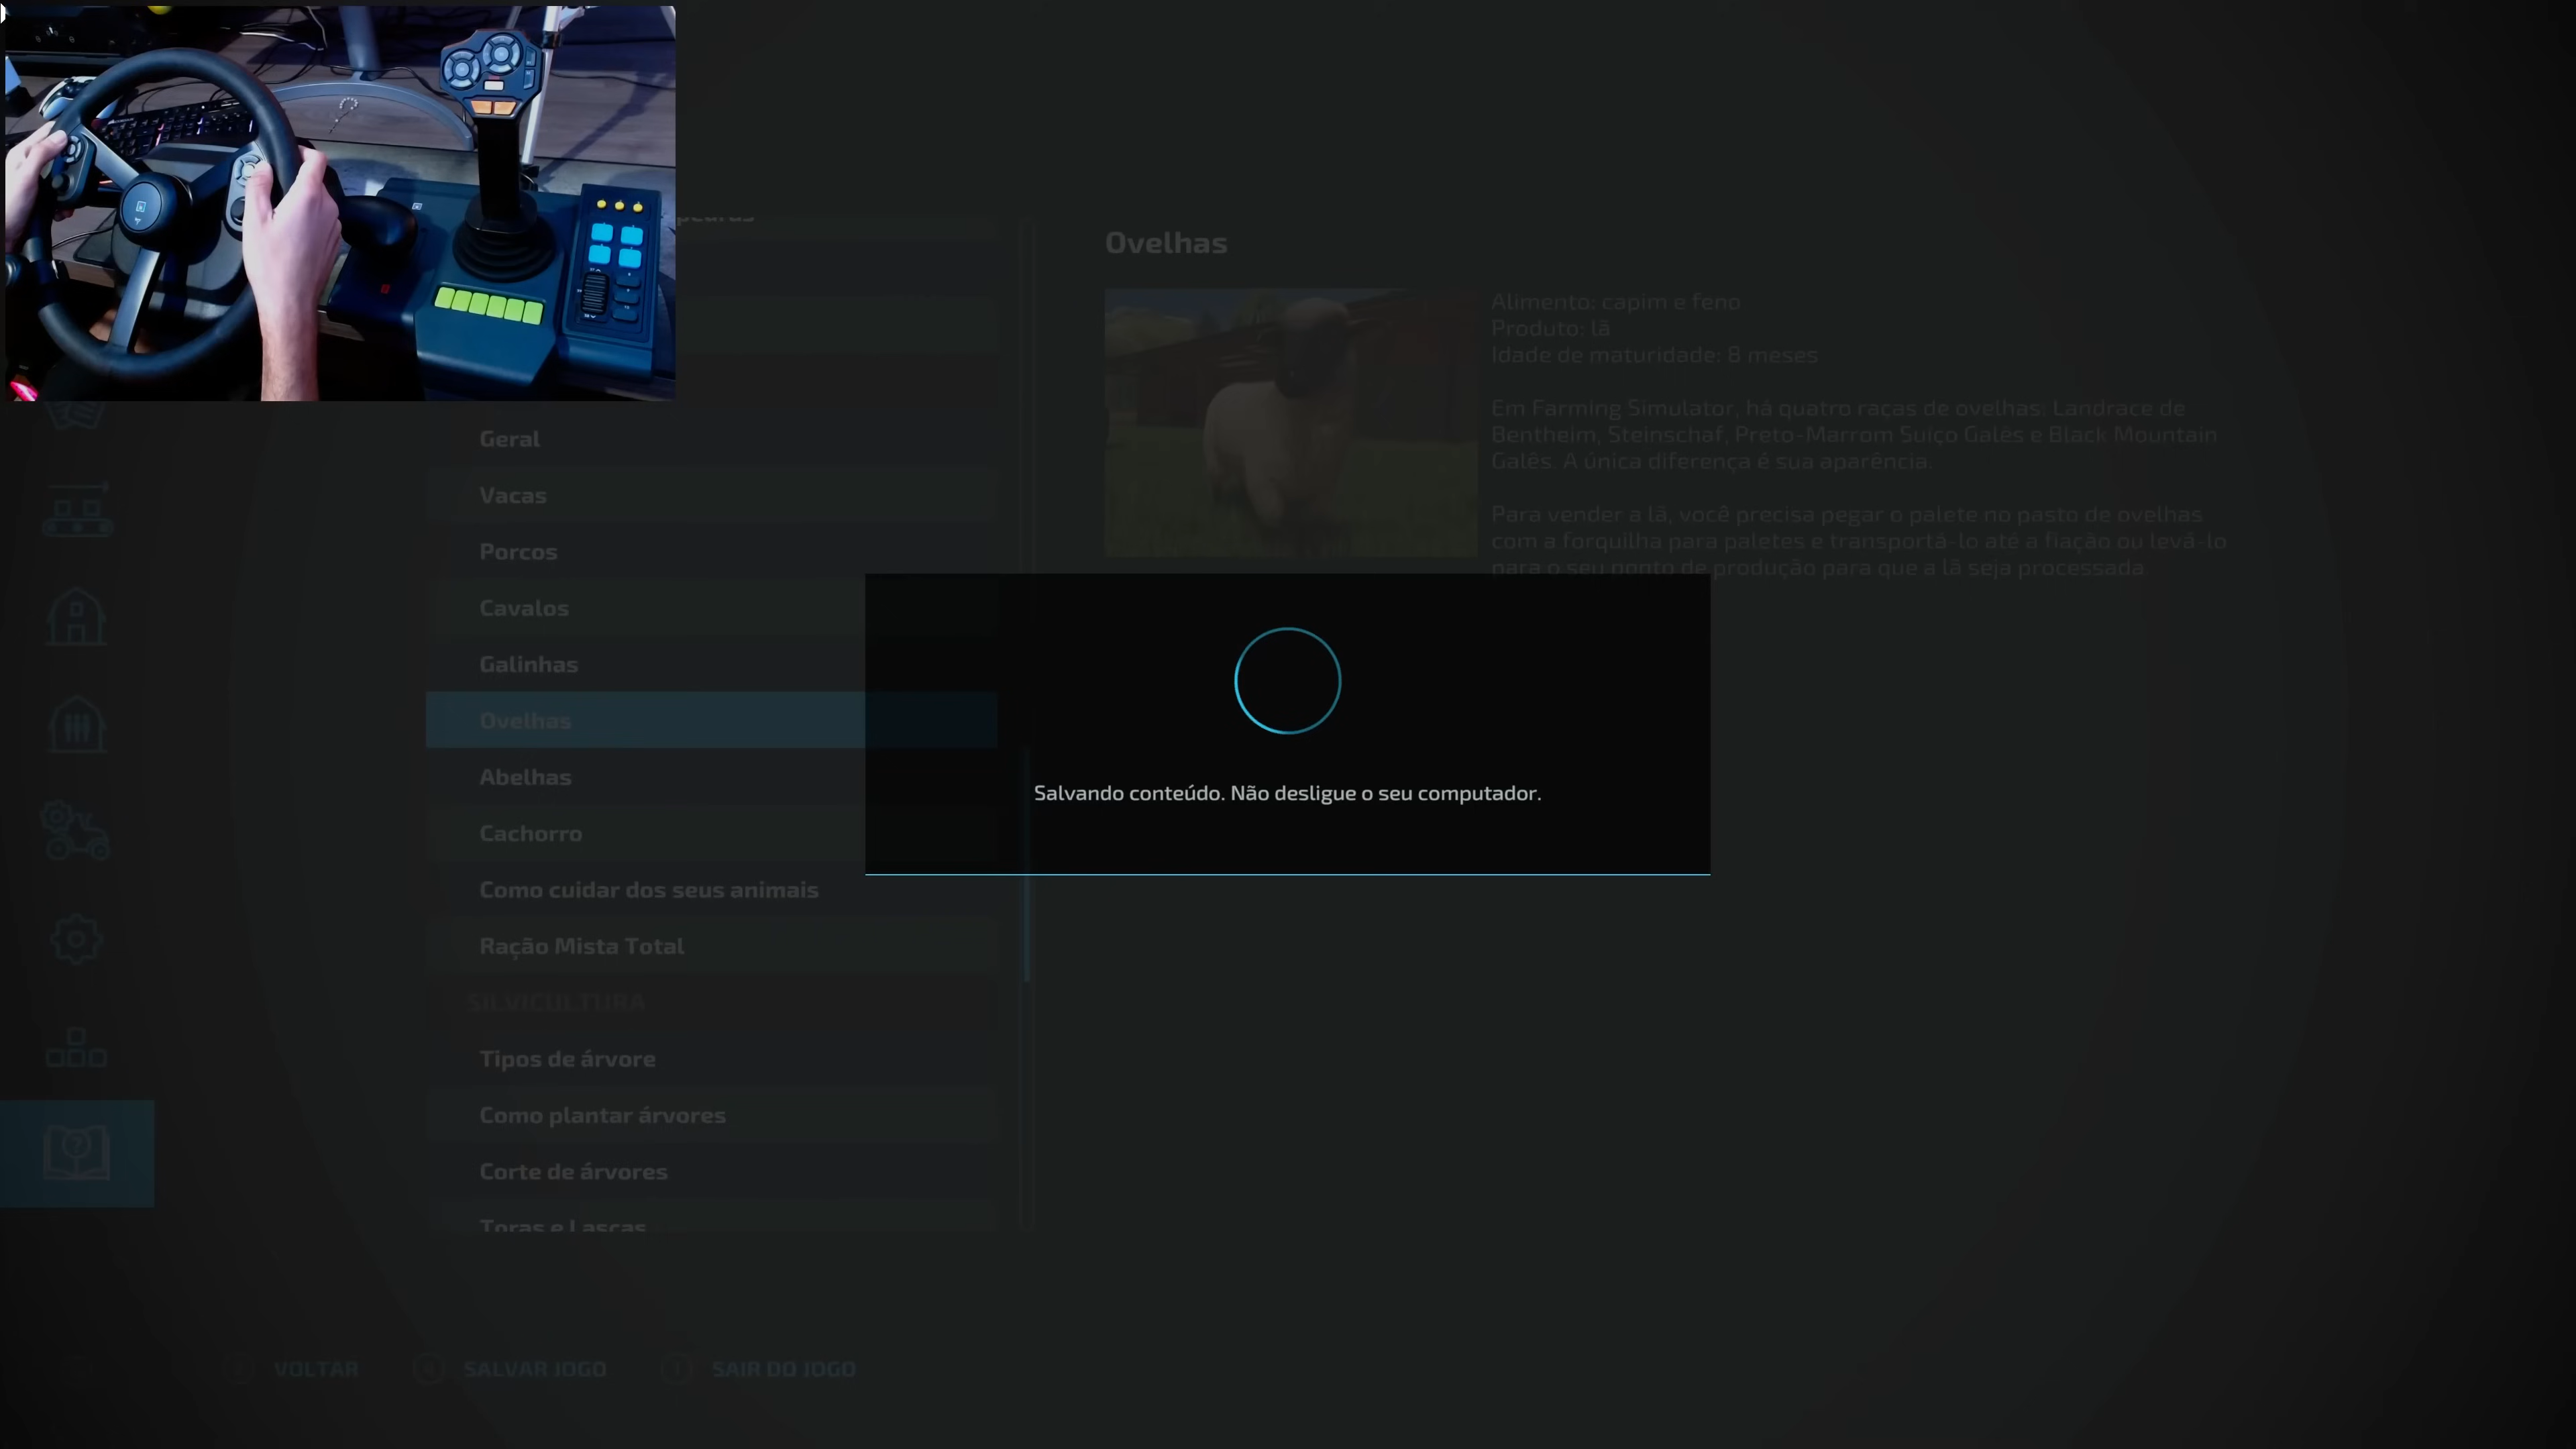 Ovelhas
Alimento: capim e feno
Produto: lã
Idade de maturidade: 8 meses
Em Farming Simulator, há quatro raças de ovelhas: Landrace de
Bentheim, Steinschaf, Preto-Marrom Suíço Galês e Black Mountain
Galês. A única diferença é sua aparência.
Para vender a lã, você precisa pegar o palete no pasto de ovelhas
com a forquilha para paletes e transportá-lo até a fiação ou levá-lo
para o seu ponto de produção para que a lã seja processada
Geral
Vacas
Porcos
Cavalos
Galinhas
Ovelhas
Abelhas
Cachorro
Como cuidar dos seus animais
Ração Mista Total
SILVICULTURA
Tipos de árvore
Como plantar árvores
Corte de árvores
Toras e Lascas
Salvando conteúdo. Não desligue o seu computador.
VOLTAR
SALVAR JOGO
SAIR DO JOGO